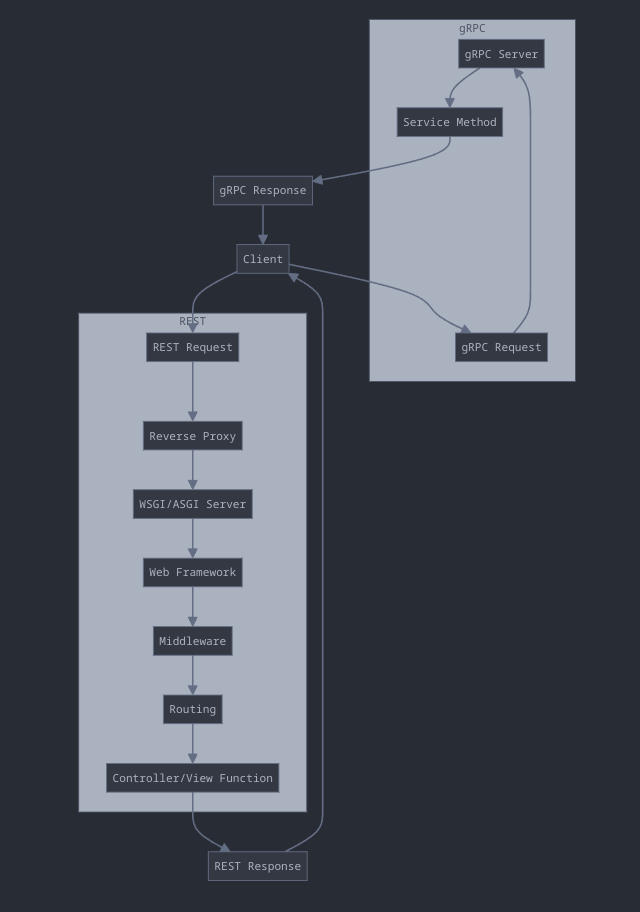 gRPC
gRPC Server
Service Method
gRPC Response
Client
REST
REST Request
gRPC Request
Reverse Proxy
WSGI/ASGI Server
Web Framework
Middleware
Routing
Controller/View Function
REST Response